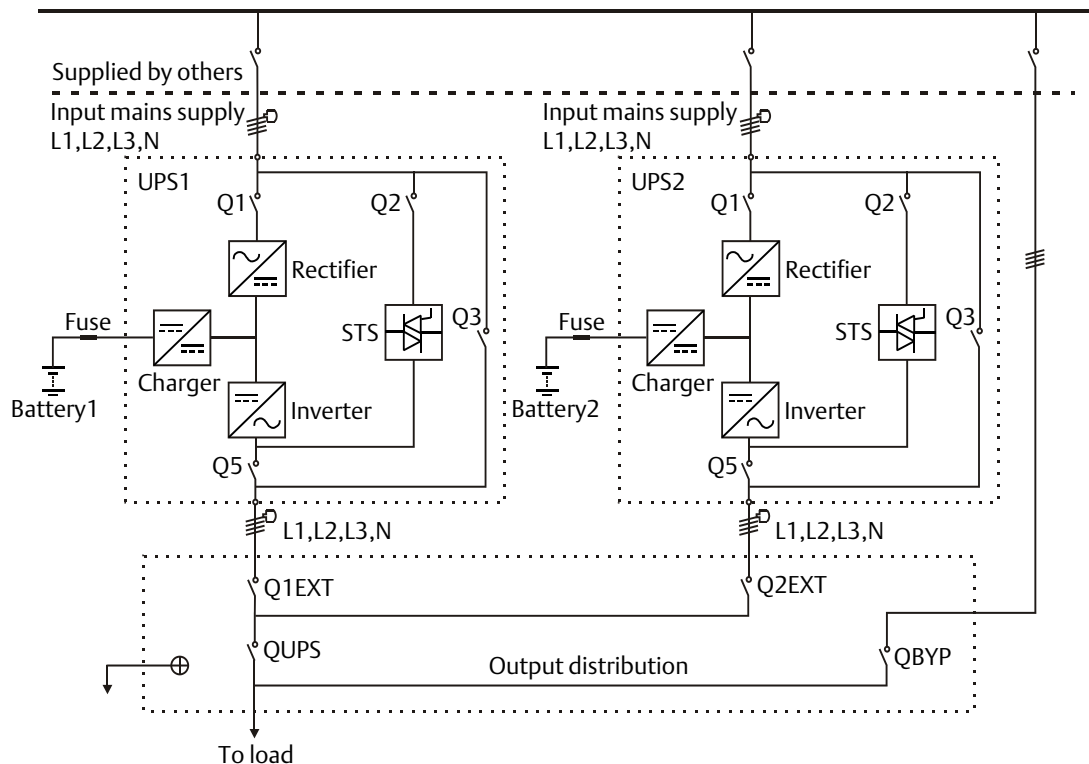 Supplied by others
Input mains supply
L1,L2,L3,N
Input mains supply
L1,L2,L3,N
UPS1
Q1
Q2
Rectifier
Fuse
STS
Q3
Charger
Battery1
Inverter
Q5
L1,L2,L3,N
UPS2
Q1
Q2
Rectifier
Fuse
STS
Q3
Charger
Battery2
Inverter
Q5
L1,L2,L3,N
Q1EXT
Q2EXT
QUPS
Output distribution
QBYP
To load